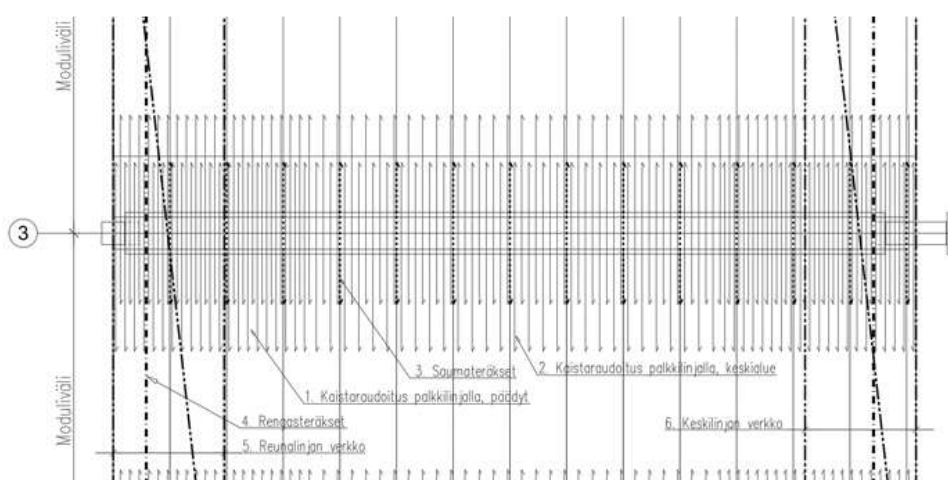 Moduliväli
3
3. Saumateräkset
2. Kaistaraudoitus palkkilinjalla, keskialue
1. Kaistaraudoitus palkkilinjalla, päädyt
4. Rengasteräkset
6. Keskilinjan verkko
5. Reunalinjan verkko
Moduliväli